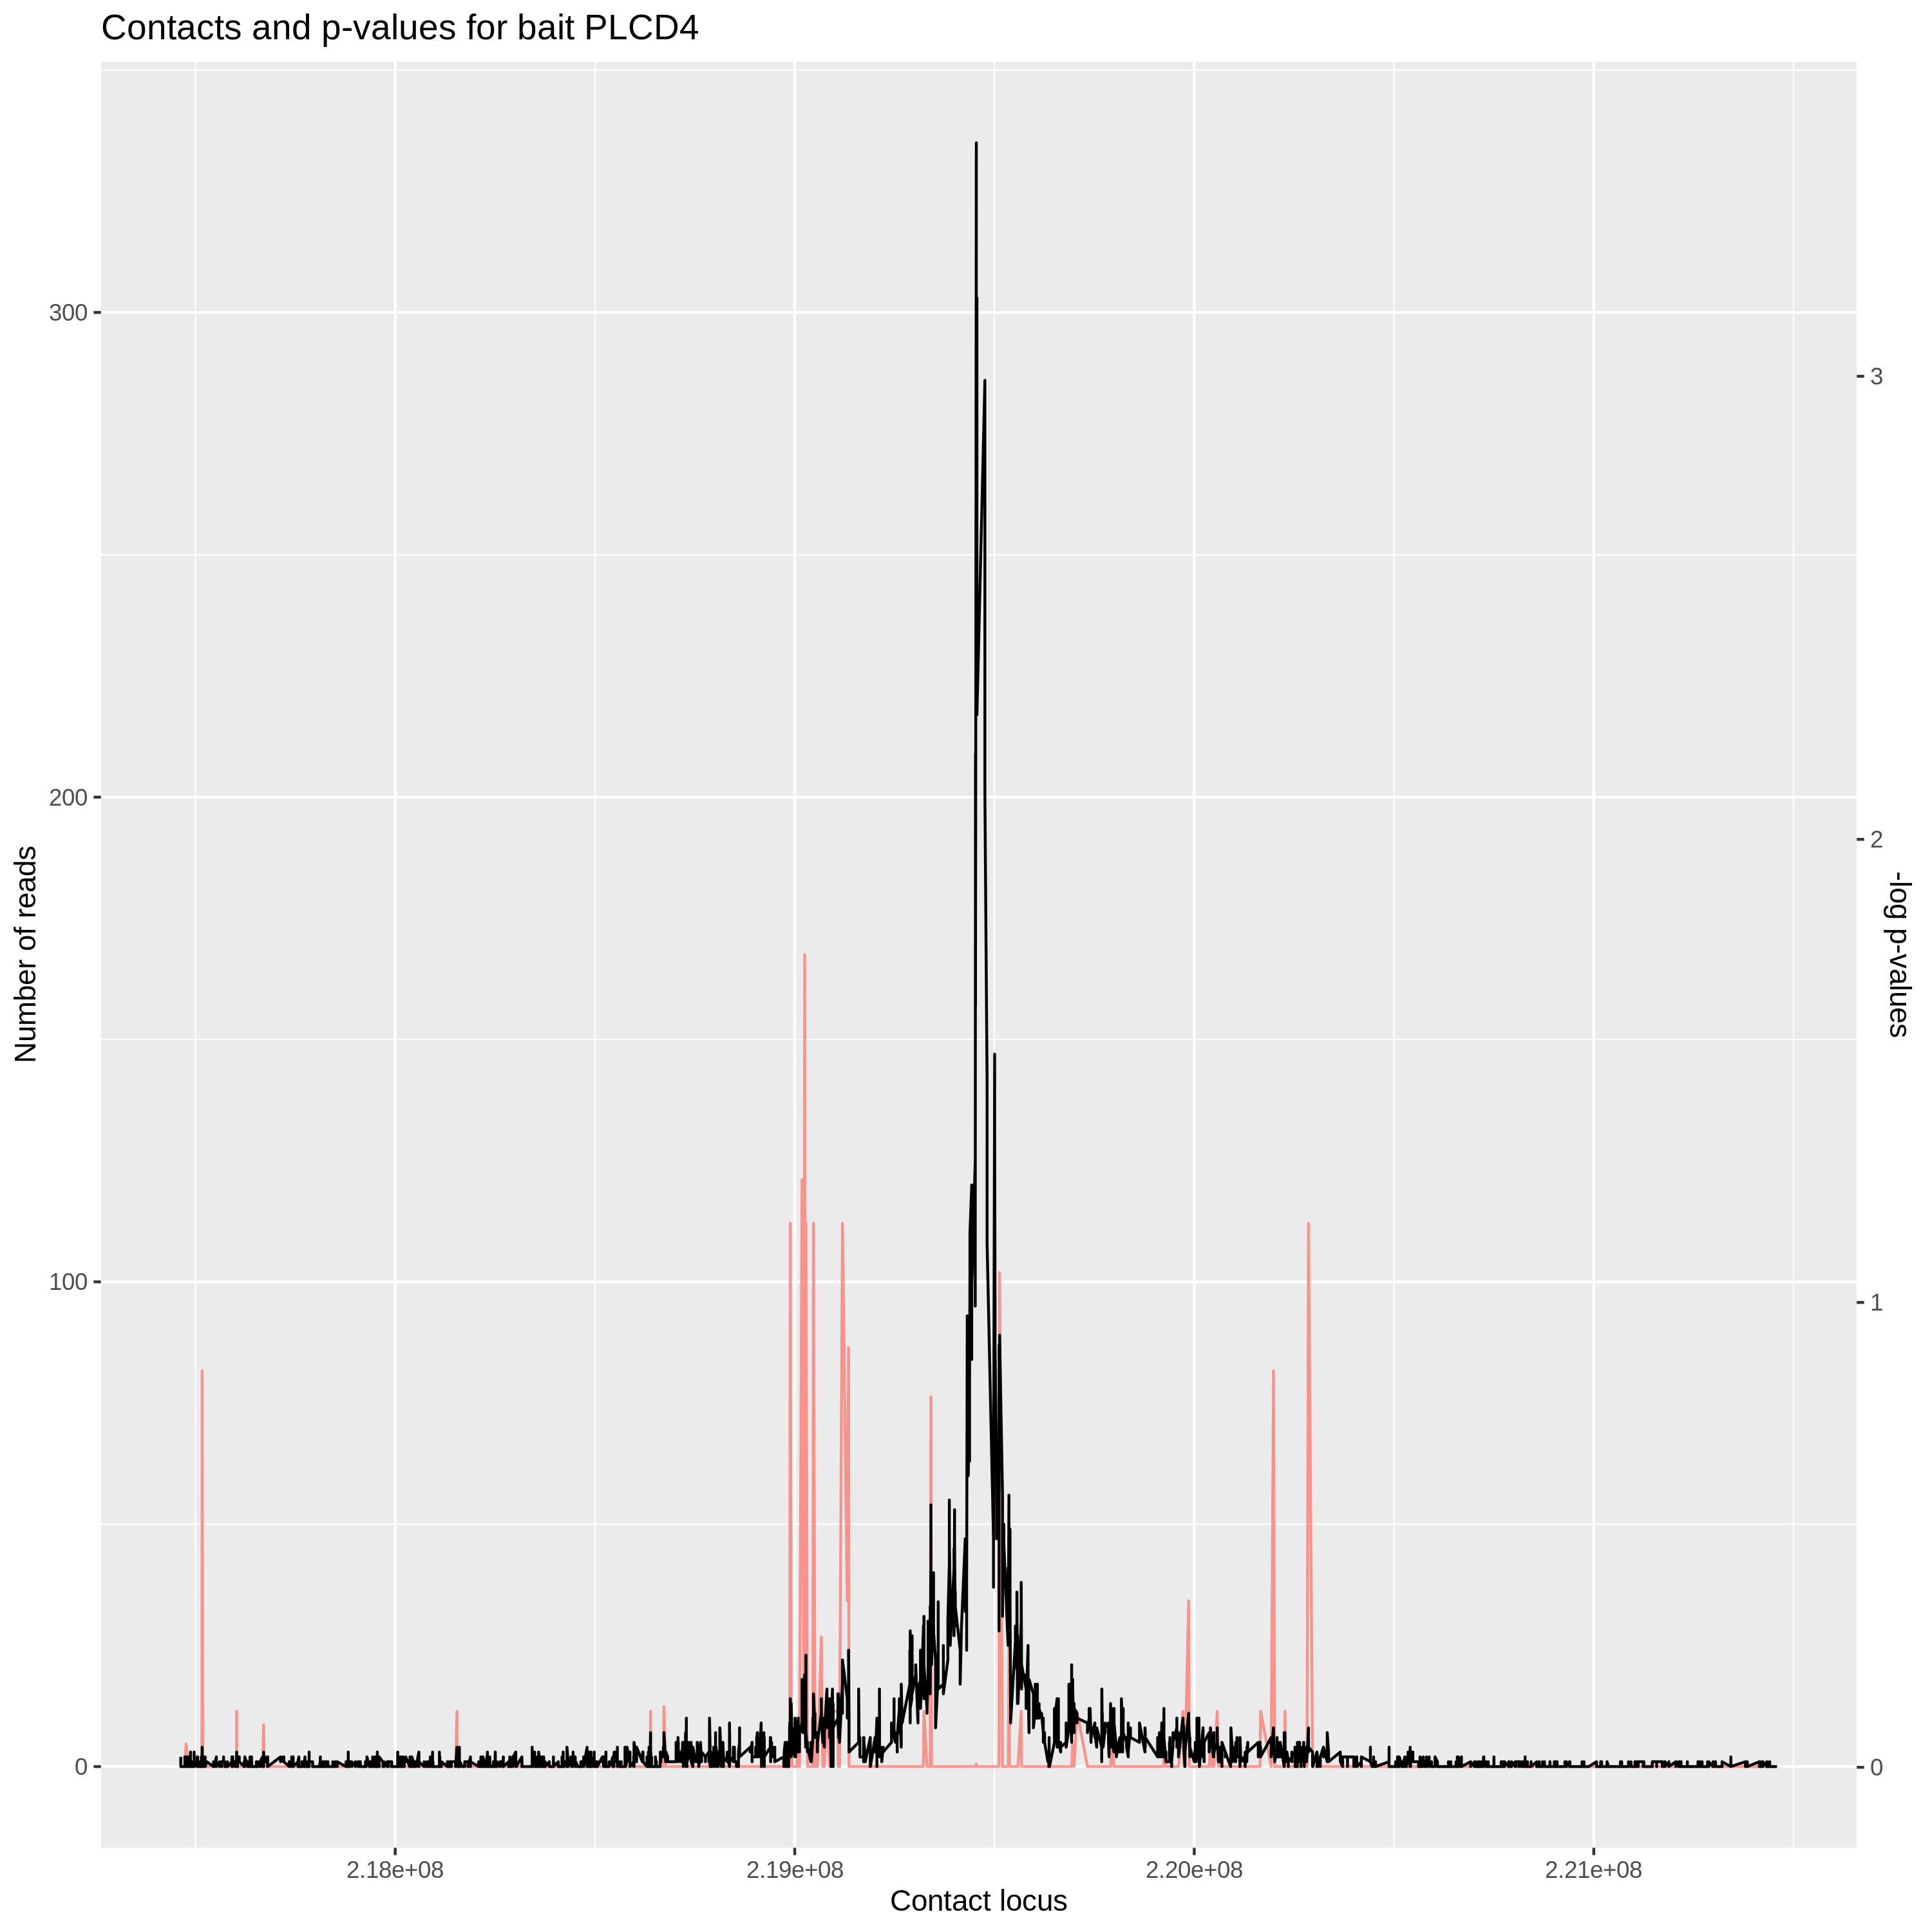 Contacts and p-values for bait PLCD4
300
200
100
0
Number of reads
3
2
1
0
-log p-values
2.18e+08
2.19e+08
2.20e+08
2.21e+08
Contact locus